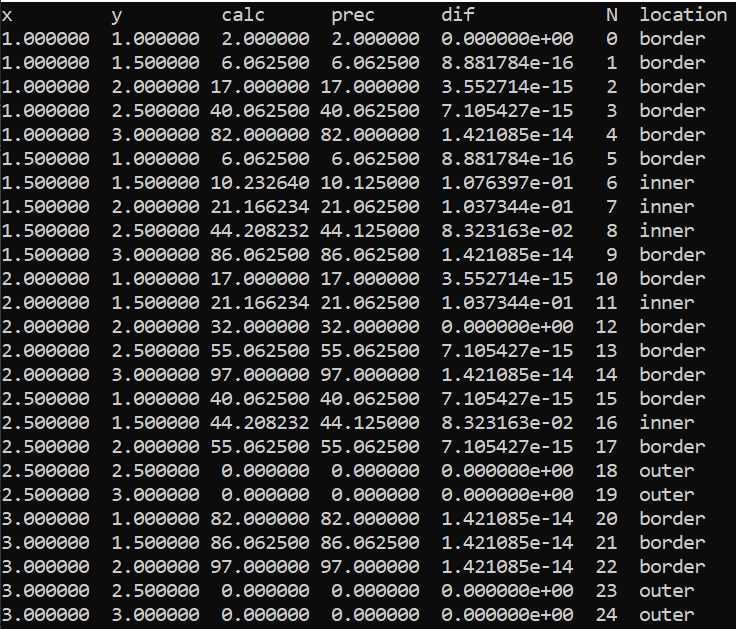 x y calc prec dif N location
1.000000 1.000000 2.000000 2.000000 0.000000e+00 0 border
1.000000 1.500000 6.062500 6.062500 8.881784e-16 1 border
1.000000 2.000000 17.000000 17.000000 3.552714e-15 2 border
1.000000 2.500000 40.062500 40.062500 7.105427e-15 3 border
1.000000 3.000000 82.000000 82.000000 1.421085e-14 4 border
1.500000 1.000000 6.062500 6.062500 8.881784e-16 5 border
1.500000 1.500000 10.232640 10.125000 1.076397e-01 6 inner
1.500000 2.000000 21.166234 21.062500 1.037344e-01 7 inner
1.500000 2.500000 44.208232 44.125000 8.323163e-02 8 inner
1.500000 3.000000 86.062500 86.062500 1.421085e-14 9 border
2.000000 1.000000 17.000000 17.000000 3.552714e-15 10 border
2.000000 1.500000 21.166234 21.062500 1.037344e-01 11 inner
2.000000 2.000000 32.000000 32.000000 0.000000e+00 12 border
2.000000 2.500000 55.062500 55.062500 7.105427e-15 13 border
2.000000 3.000000 97.000000 97.000000 1.421085e-14 14 border
2.500000 1.000000 40.062500 40.062500 7.105427e-15 15 border
2.500000 1.500000 44.208232 44.125000 8.323163e-02 16 inner
2.500000 2.000000 55.062500 55.062500 7.105427e-15 17 border
2.500000 2.500000 0.000000 0.000000 0.000000e+00 18 outer
2.500000 3.000000 0.000000 0.000000 0.000000e+00 19 outer
3.000000 1.000000 82.000000 82.000000 1.421085e-14 20 border
3.000000 1.500000 86.062500 86.062500 1.421085e-14 21 border
3.000000 2.000000 97.000000 97.000000 1.421085e-14 22 border
3.000000 2.500000 0.000000 0.000000 0.000000e+00 23 outer
3.000000 3.000000 0.000000 0.000000 0.000000e+00 24 outer